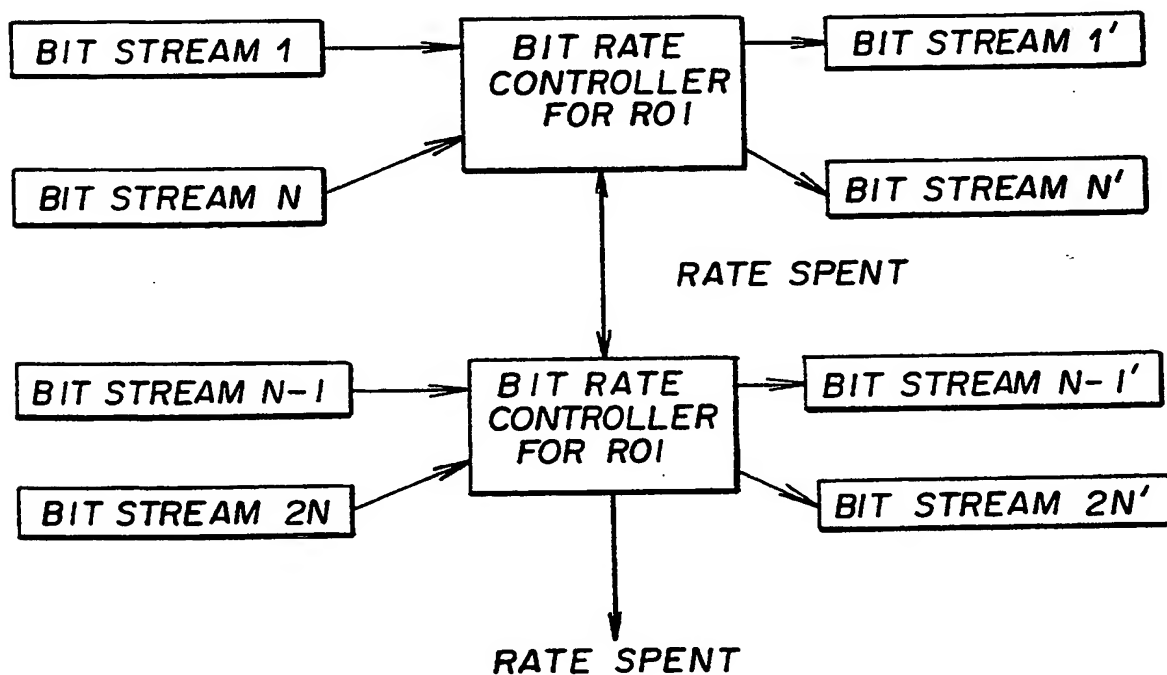 BIT STREAM 1
BIT RATE
CONTROLLER
FOR ROI
BIT STREAM 1'
BIT STREAM N
BIT STREAM N'
RATE SPENT
BIT STREAM N-1
BIT RATE
CONTROLLER
FOR ROI
BIT STREAM N-1'
BIT STREAM 2N
BIT STREAM 2N'
RATE SPENT